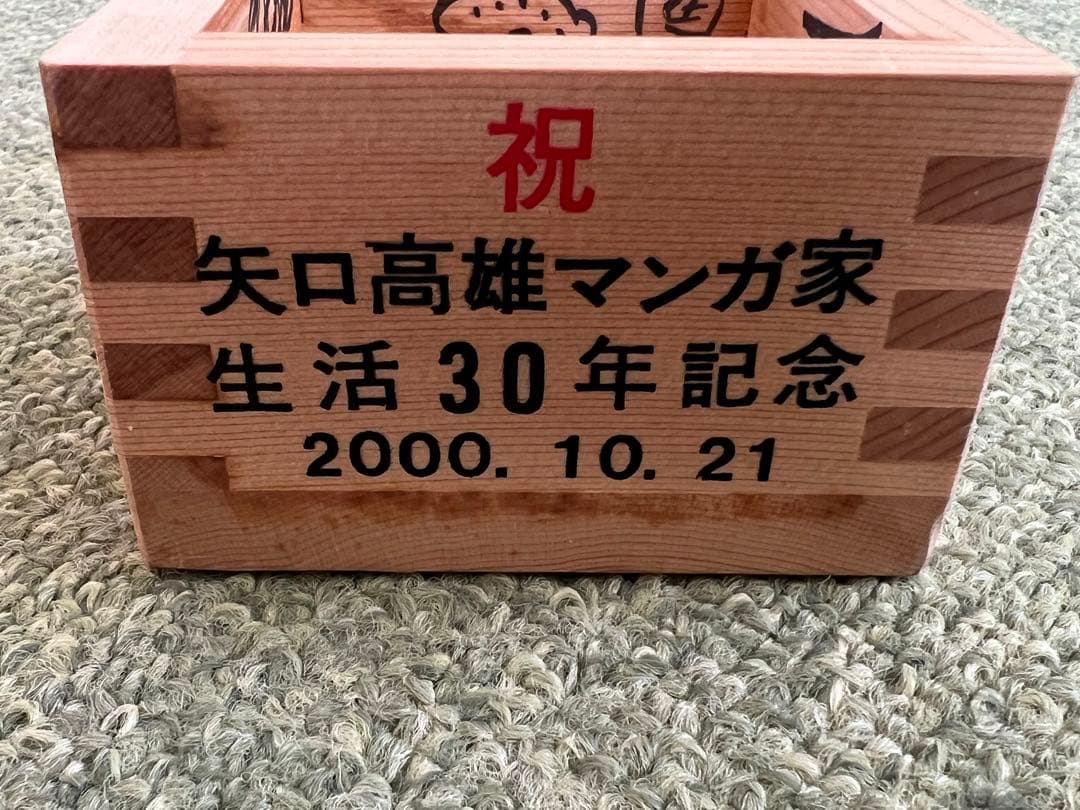 祝
矢口高雄マンガ家
生活30年記念
2000. 10. 21